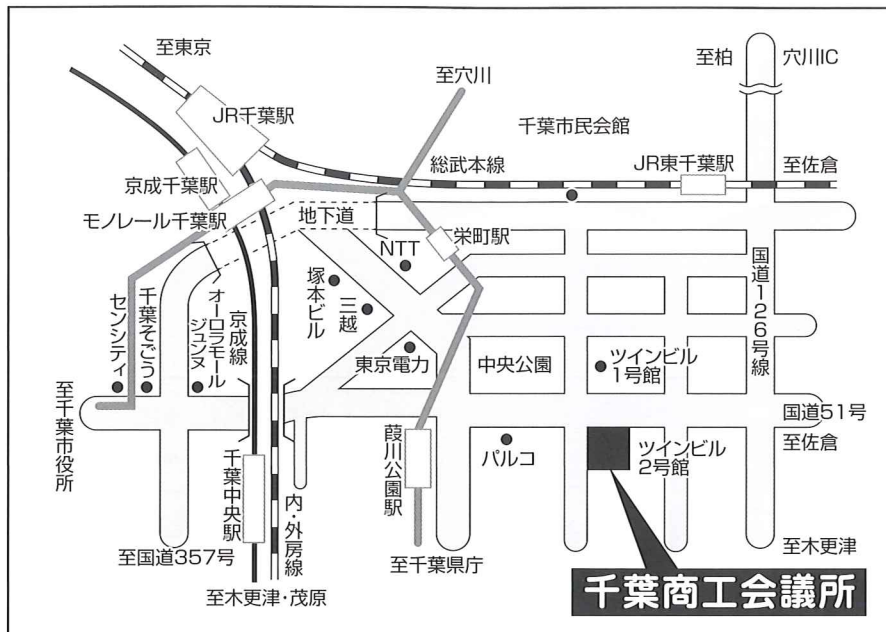 至東京
至柏
穴川IC
至穴川
JR千葉駅
千葉市民会館
総武本線
JR東千葉駅
至佐倉
京成千葉駅
モノレール千葉駅
地下道
栄町駅
NTT
国道126号線
塚本ビル
三越
センシティ
千葉そごう
オーロラモール
ジュンヌ
京成線
東京電力
中央公園
ツインビル
1号館
国道51号
至千葉市役所
葭川公園駅
パルコ
ツインビル
2号館
至佐倉
千葉中央駅
内・外房線
至国道357号
至千葉県庁
至木更津
至木更津・茂原
千葉商工会議所